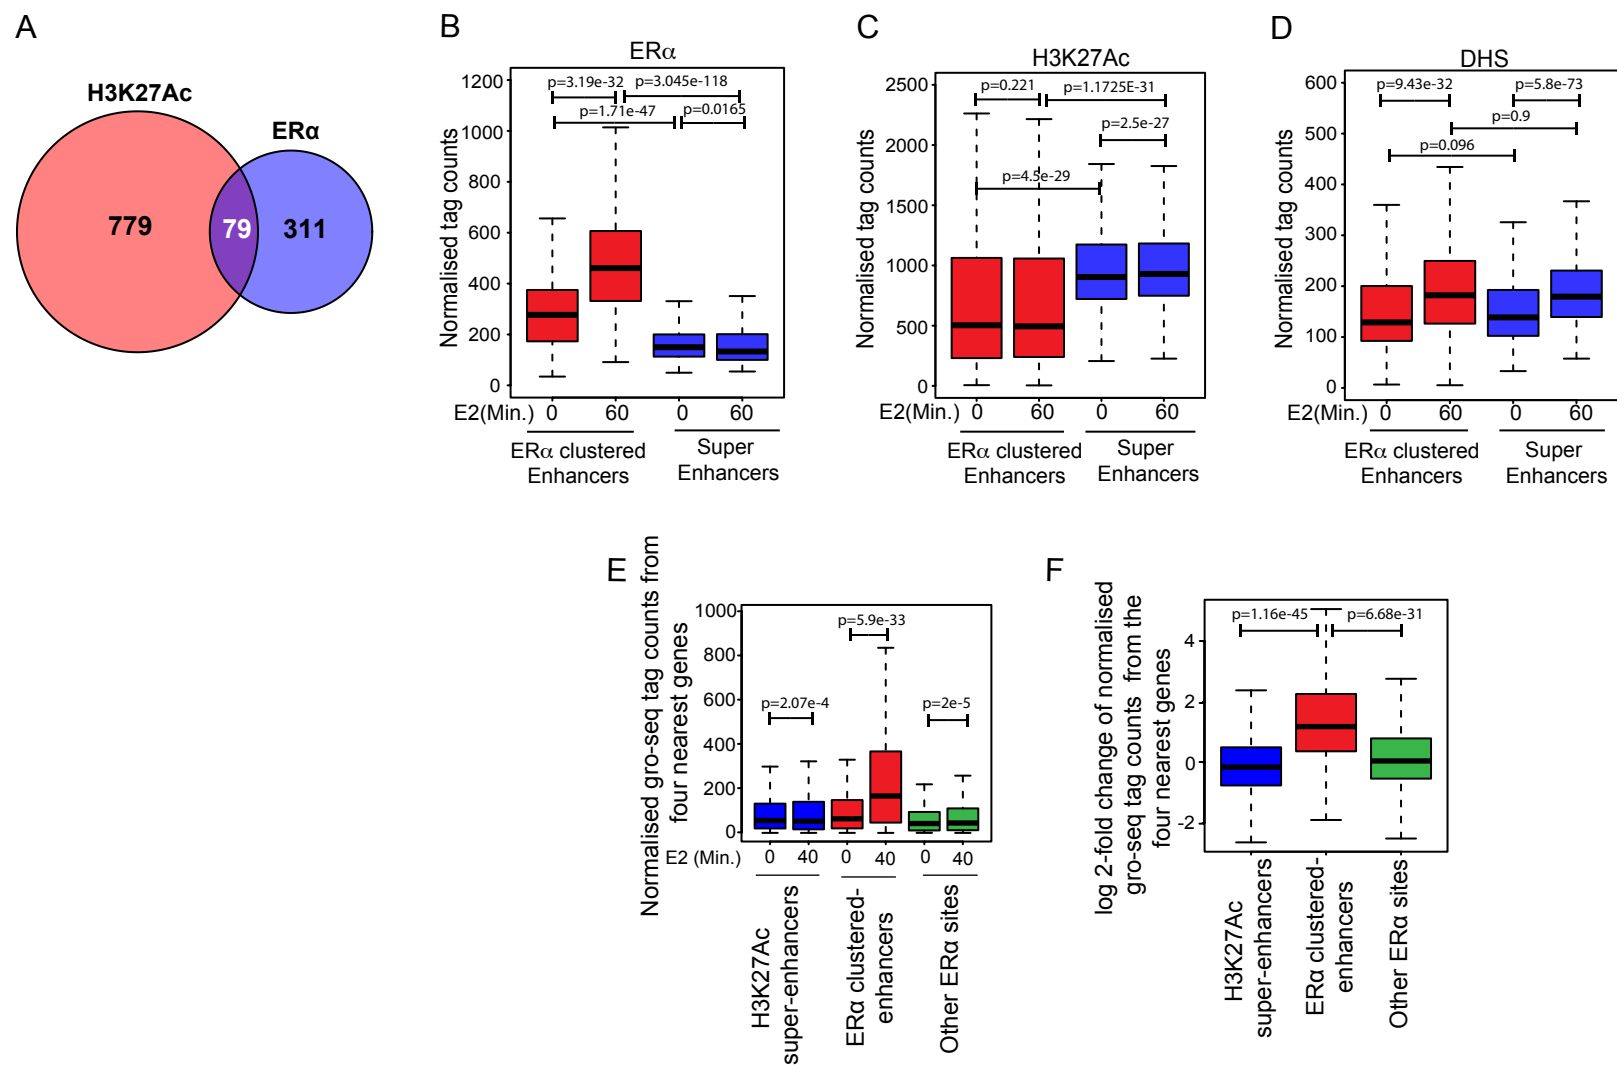 A
H3K27Ac
ERα
779
79
311
B
ERα
Normalised tag counts
1200
1000
800
600
400
200
0
p=3.19e-32
p=3.045e-118
p=1.71e-47
p=0.0165
E2(Min.)
0
60
0
60
ERα clustered
Enhancers
Super
Enhancers
C
H3K27Ac
Normalised tag counts
2500
2000
1500
1000
500
0
p=0.221
p=1.1725E-31
p=2.5e-27
p=4.5e-29
E2(Min.)
0
60
0
60
ERα clustered
Enhancers
Super
Enhancers
D
DHS
Normalised tag counts
600
500
400
300
200
100
0
p=9.43e-32
p=5.8e-73
p=0.9
p=0.096
E2(Min.)
0
60
0
60
ERα clustered
Enhancers
Super
Enhancers
E
Normalised gro-seq tag counts from
four nearest genes
1000
800
600
400
200
0
p=5.9e-33
p=2.07e-4
p=2e-5
E2 (Min.)
0
40
0
40
0
40
H3K27Ac
super-enhancers
ERα clustered-
enhancers
Other ERα sites
F
log 2-fold change of normalised
gro-seq tag counts from the
four nearest genes
4
2
0
-2
p=1.16e-45
p=6.68e-31
H3K27Ac
super-enhancers
ERα clustered-
enhancers
Other ERα sites